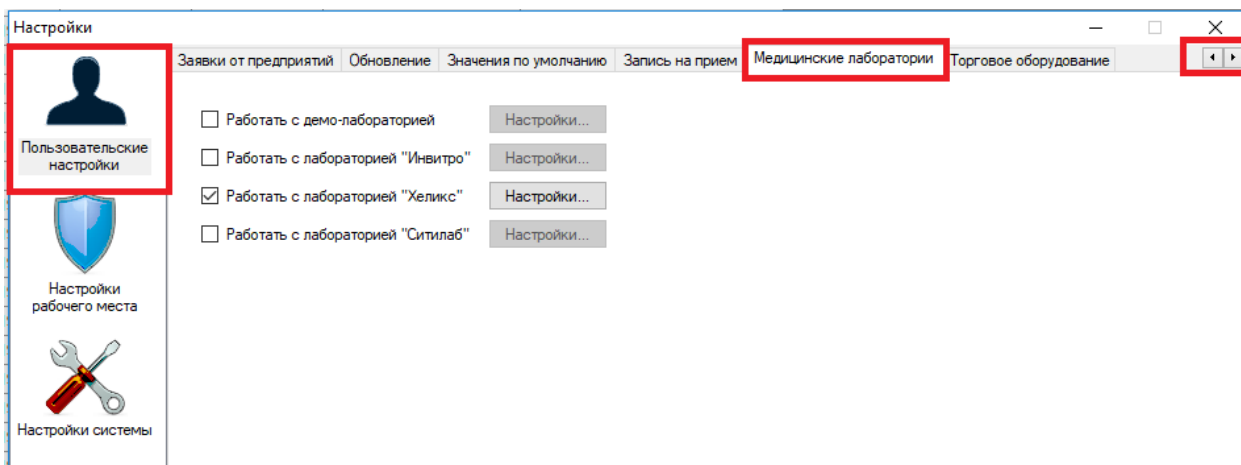 Настройки
Заявки от предприятий Обновление Значения по умолчанию Запись на прием Медицинские лаборатории Торговое оборудование
Пользовательские
настройки
Настройки
рабочего места
Настройки системы
Работать с демо-лабораторией Настройки...
Работать с лабораторией "Инвитро" Настройки...
Работать с лабораторией "Хеликс" Настройки...
Работать с лабораторией "Ситилаб" Настройки...